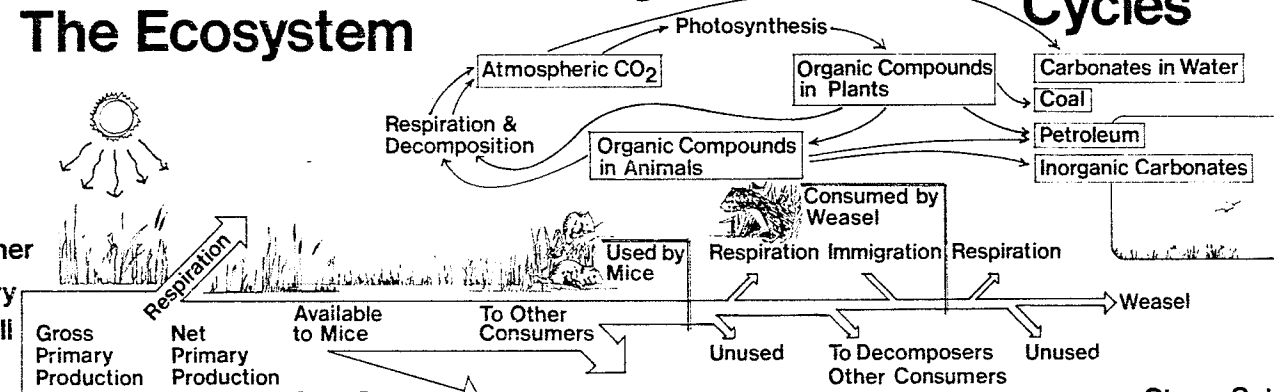 The Ecosystem
Cycles
Photosynthesis
Atmospheric CO2
Organic Compounds
in Plants
Carbonates in Water
Coal
Respiration &
Decomposition
Organic Compounds
in Animals
Petroleum
Inorganic Carbonates
Consumed by
Weasel
Used by
Mice
Respiration
Immigration
Respiration
Respiration
Weasel
Gross
Primary
Production
Net
Primary
Production
Available
to Mice
To Other
Consumers
Unused
To Decomposers
Other Consumers
Unused